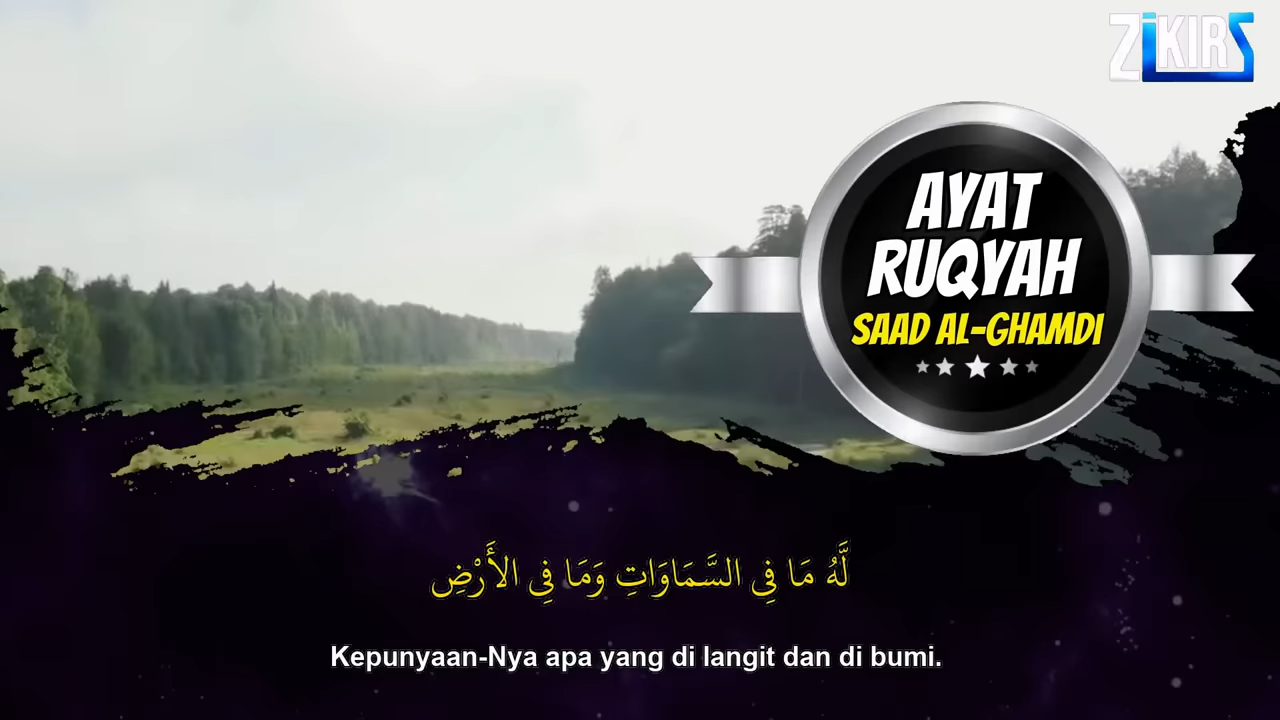 ZiKIRS
AYAT
RUQYAH
SAAD AL-GHAMDI
لَّهُ مَا فِي السَّمَاوَاتِ وَمَا فِي الأَرْضِ
Kepunyaan-Nya apa yang di langit dan di bumi.